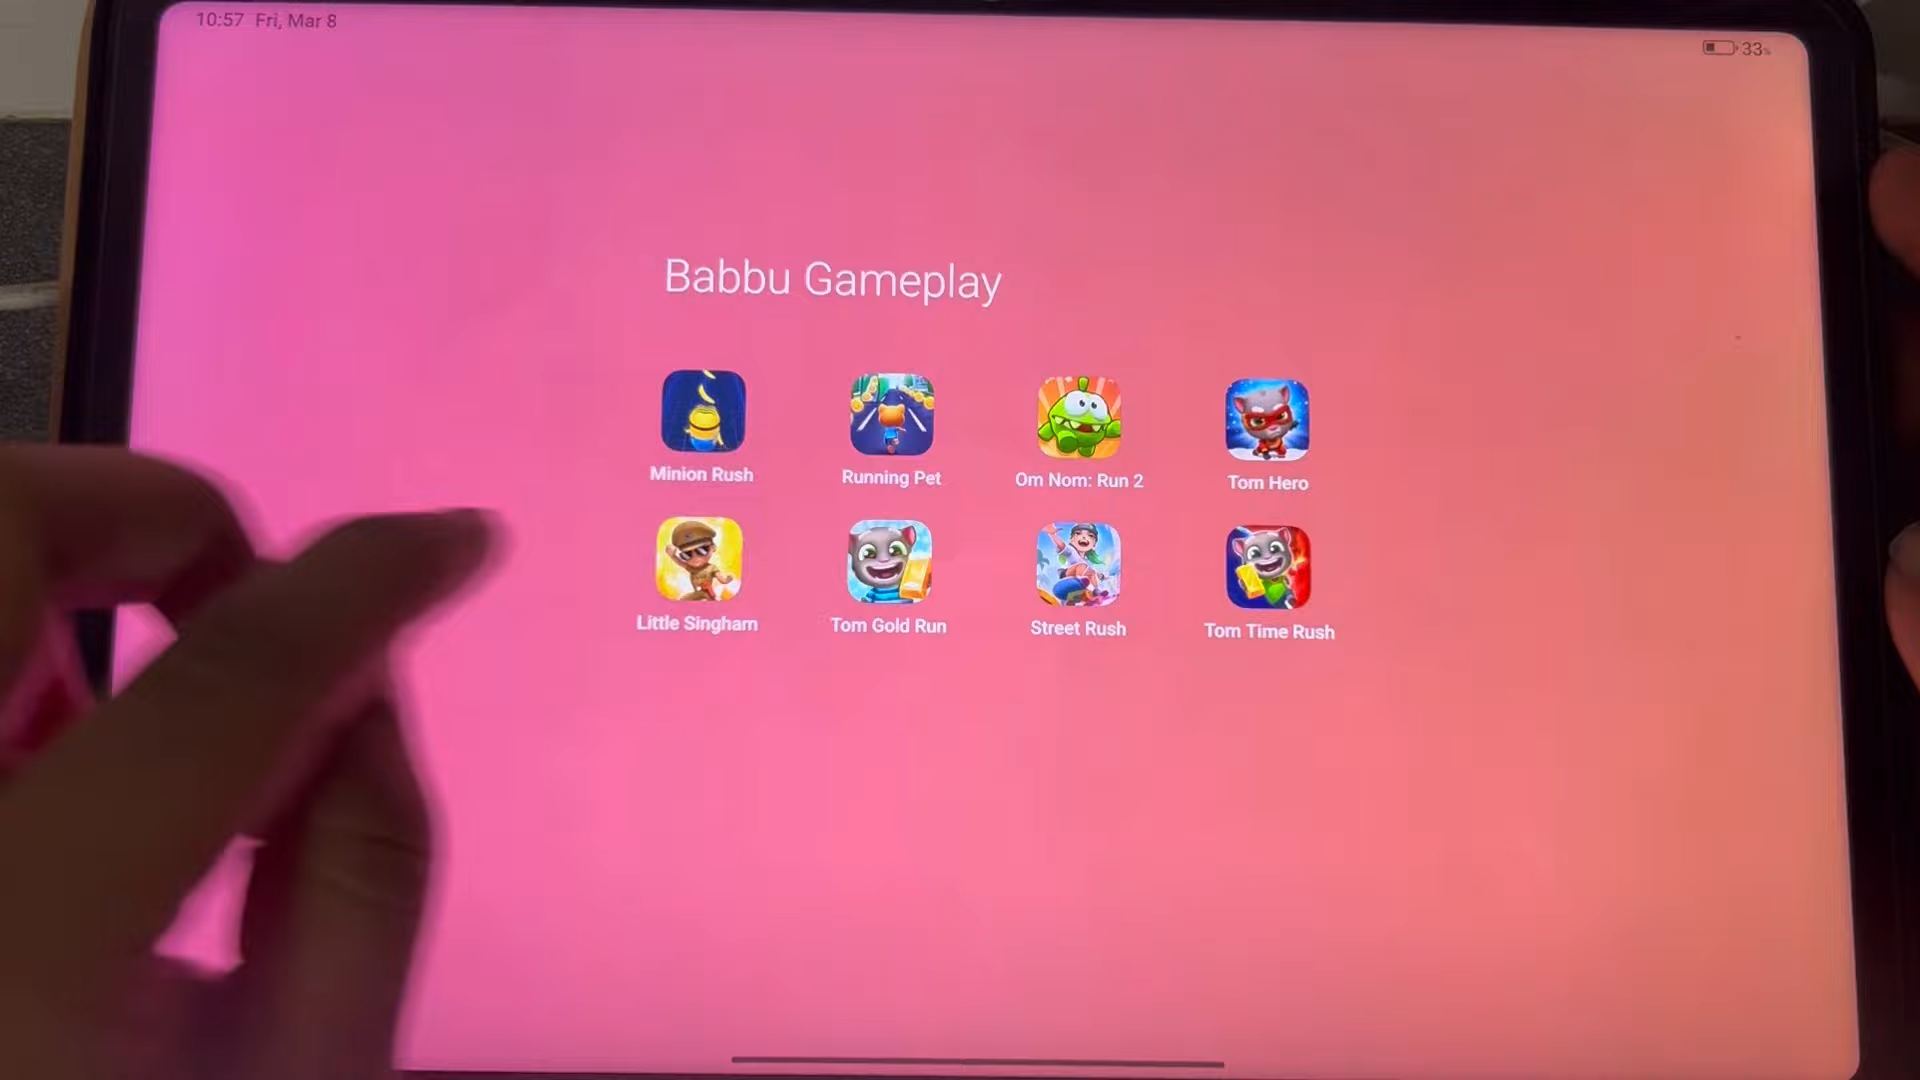 10:57 Fri, Mar 8
33%
Babbu Gameplay
Minion Rush
Running Pet
Om Nom: Run 2
Tom Hero
Little Singham
Tom Gold Run
Street Rush
Tom Time Rush